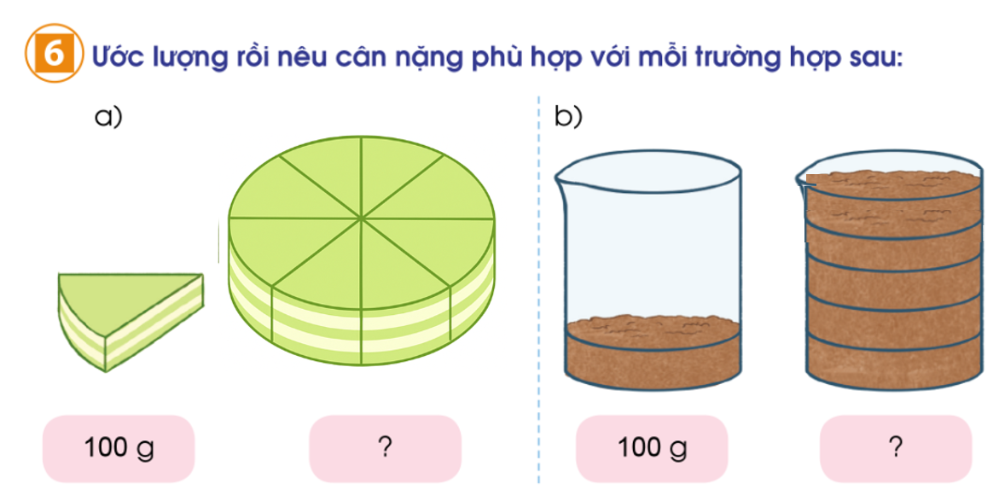 6 Ước lượng rồi nêu cân nặng phù hợp với mỗi trường hợp sau:
a)
b)
100 g
?
100 g
?